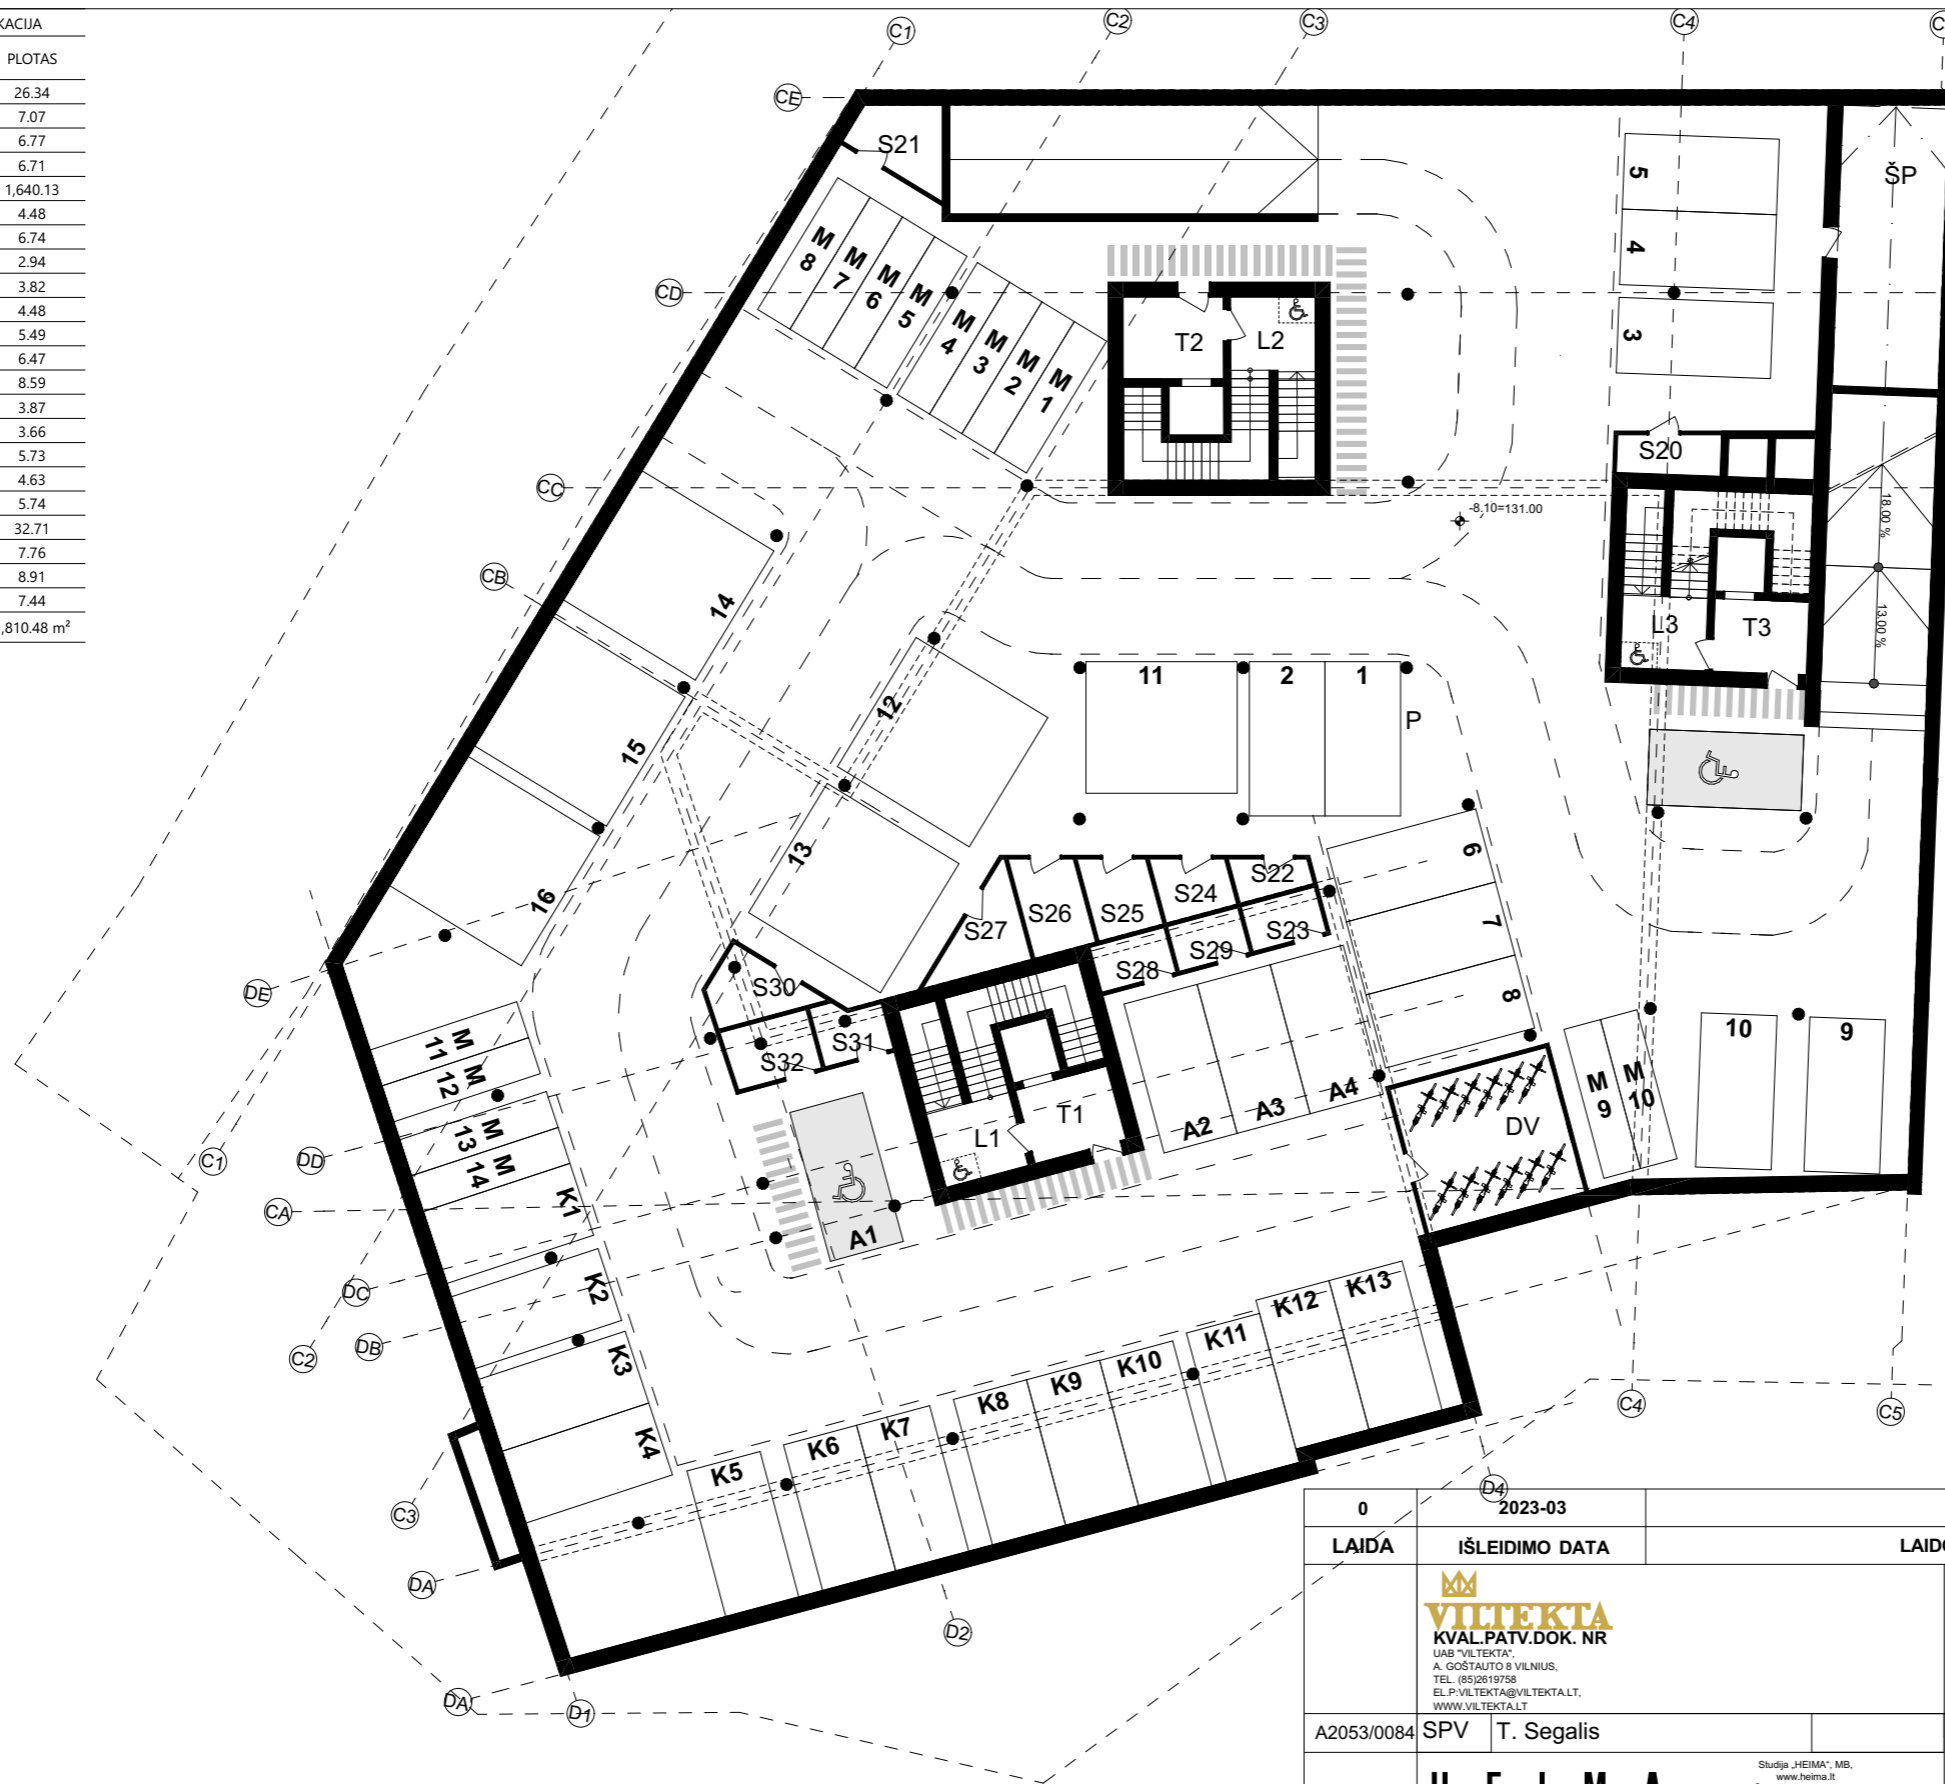 KACIJA
PLOTAS
26.34
7.07
6.77
6.71
1,640.13
4.48
6.74
2.94
3.82
4.48
5.49
6.47
8.59
3.87
3.66
5.73
4.63
5.74
32.71
7.76
8.91
7.44
,810.48 m²
C1
C2
C3
C4
CE
S21
5
ŠP
4
M 8
M 7
M 6
M 5
CD
M 4
M 3
M 2
M 1
T2
L2
3
S20
CC
-8.10=131.00
18.00 %
CB
14
13.00 %
L3
T3
12
11
2
1
P
15
13
6
S22
S24
16
S26
S25
S27
S23
7
S29
S28
DE
S30
8
S31
S32
M 11
M 12
M 13
M 14
10
9
M 9
M 10
A4
A3
A2
T1
L1
DV
C1
DD
CA
K1
A1
DC
K2
DB
C2
K3
K13
K12
K11
K10
K9
K8
K7
K6
K5
K4
C4
C5
C3
D4
DA
D2
DA
D1
0 2023-03
LAIDA IŠLEIDIMO DATA LAID
VILTEKTA
KVAL.PATV.DOK. NR
UAB "VILTEKTA",
A. GOŠTAUTO 8 VILNIUS,
TEL. (85)2619758
EL.P:VILTEKTA@VILTEKTA.LT,
WWW.VILTEKTA.LT
A2053/0084 SPV T. Segalis
H E I M A
Studija „HEIMA“, MB,
www.heima.lt